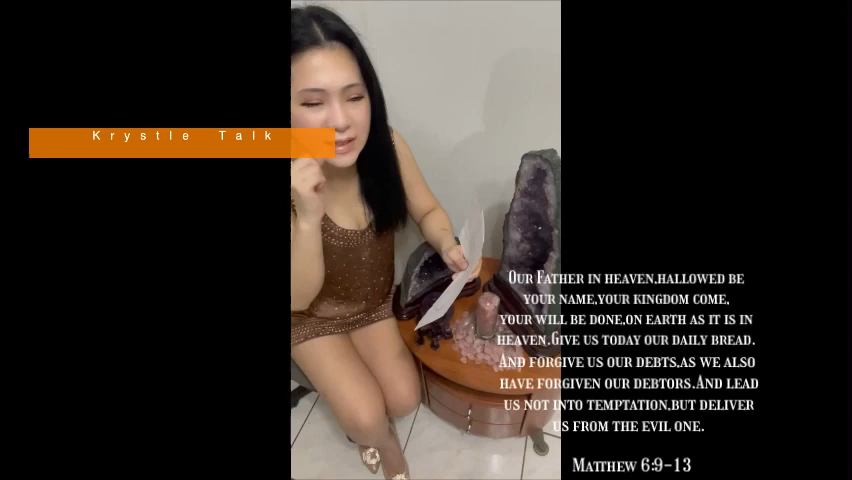 Krystle Talk
Our Father in heaven,hallowed be
your name,your kingdom come,
your will be done,on earth as it is in
heaven.Give us today our daily bread.
And forgive us our debts,as we also
have forgiven our debtors.And lead
us not into temptation,but deliver
us from the evil one.
Matthew 6:9-13